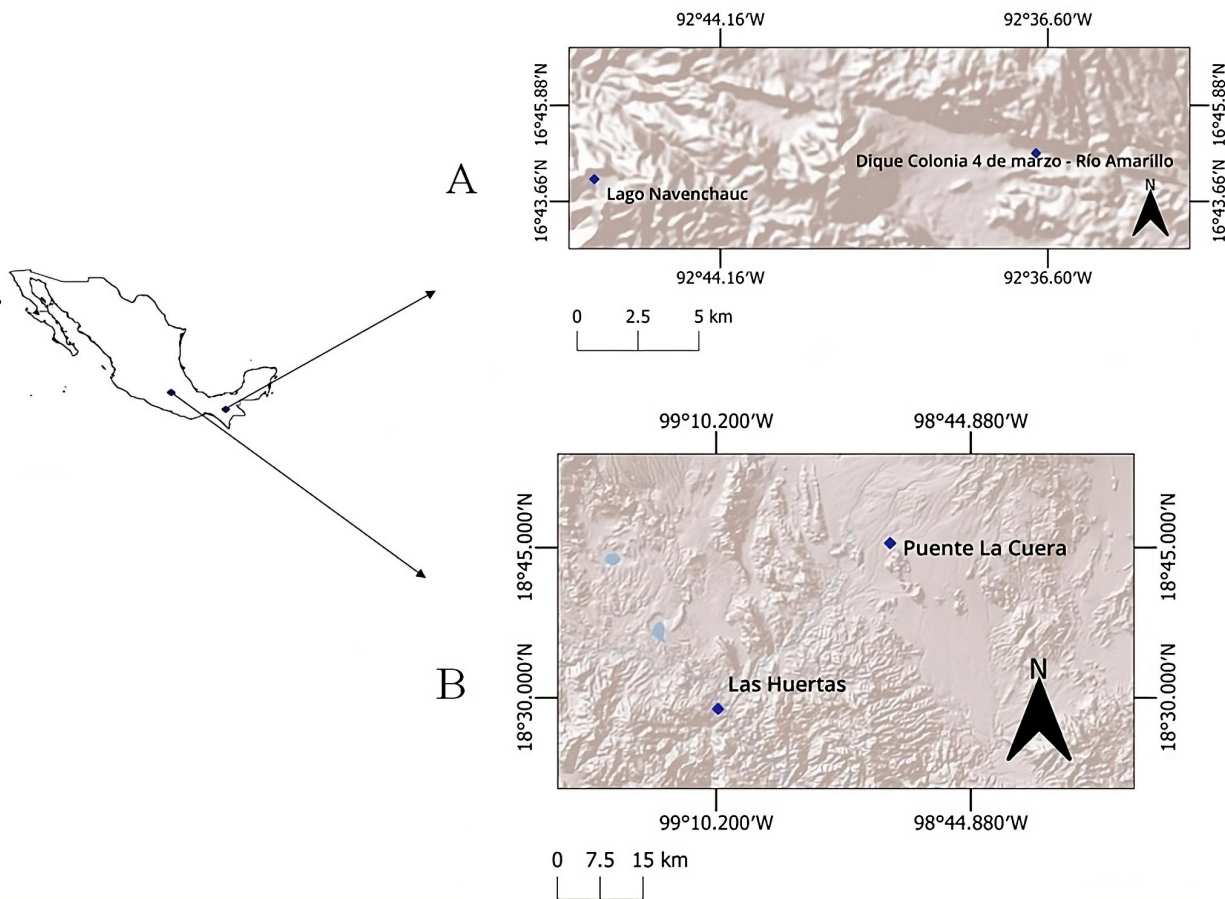 92°44.16′W
92°36.60′W
16°45.88′N
16°45.88′N
A
Dique Colonia 4 de marzo - Río Amarillo
Lago Navenchauc
N
16°43.66′N
16°43.66′N
92°44.16′W
92°36.60′W
0 2.5 5 km
99°10.200′W
98°44.880′W
18°45.000′N
18°45.000′N
Puente La Cuera
B
Las Huertas
N
18°30.000′N
18°30.000′N
99°10.200′W
98°44.880′W
0 7.5 15 km